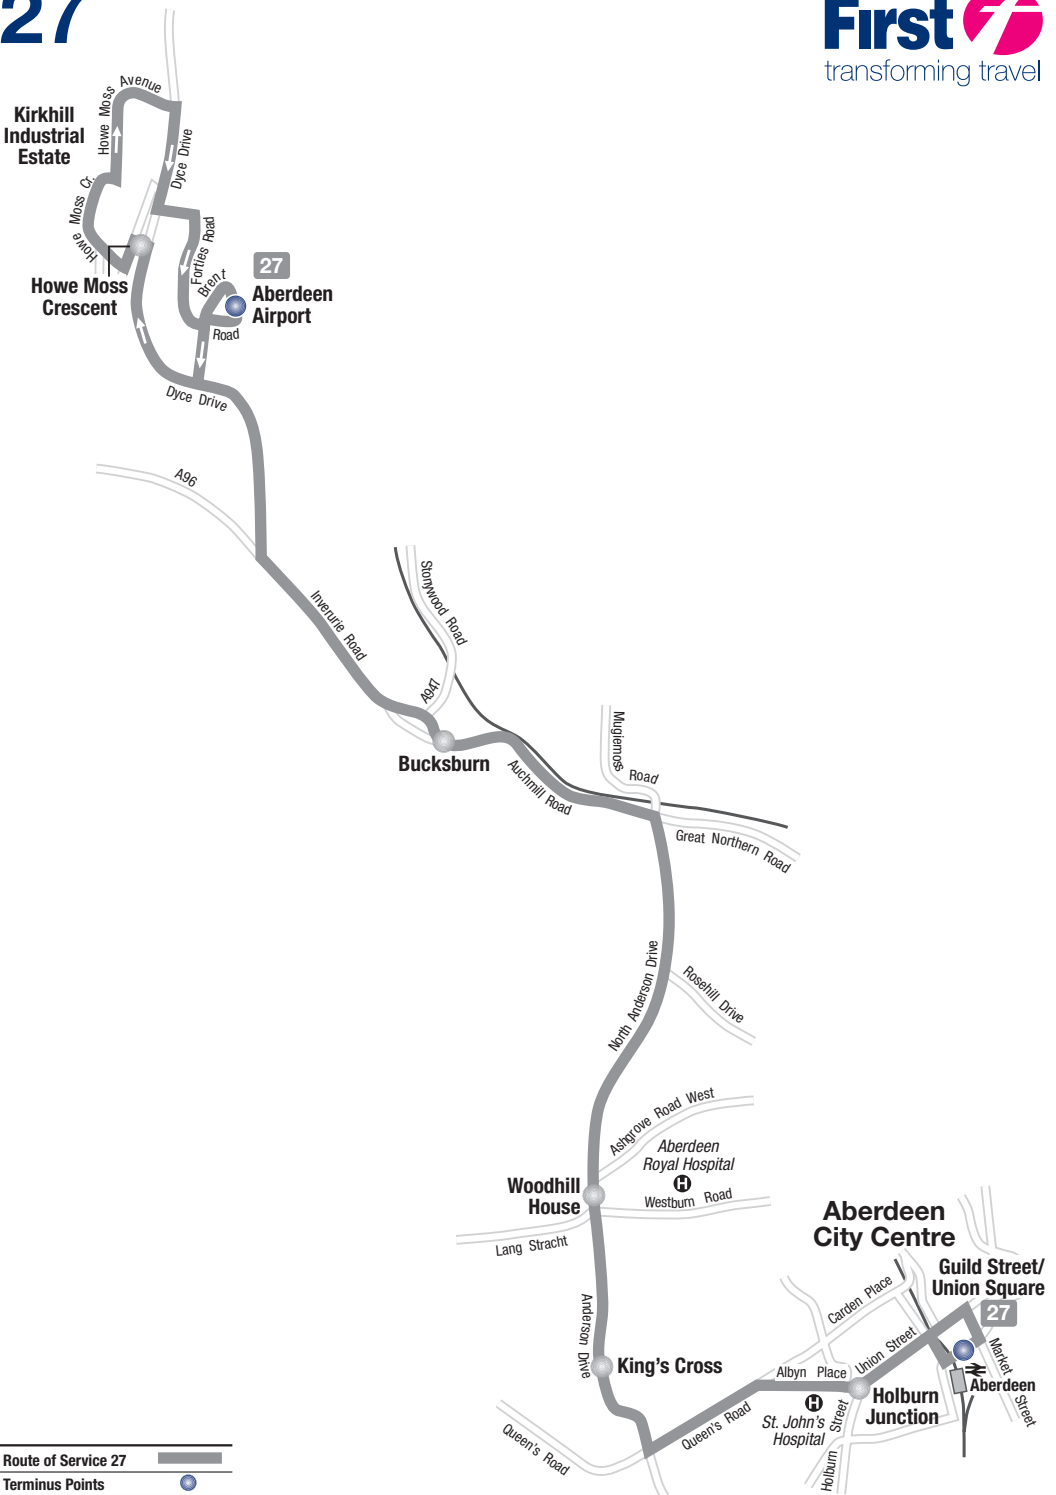 27
First
transforming travel
Kirkhill
Industrial
Estate
Howe Moss Avenue
Dyce Drive
Howe Moss Cr.
Forties Road
Brent
Road
27
Aberdeen
Airport
Howe Moss
Crescent
Dyce Drive
A96
Inverurie Road
Stonywood Road
A947
Bucksburn
Auchmill Road
Mugiemoss Road
Great Northern Road
North Anderson Drive
Rosehill Drive
Ashgrove Road West
Aberdeen
Royal Hospital
H
Westburn Road
Woodhill
House
Lang Stracht
Anderson Drive
King's Cross
Aberdeen
City Centre
Guild Street/
Union Square
27
Carden Place
Union Street
Market Street
Aberdeen
Albyn Place
Holburn
Junction
H
St. John's
Hospital
Holburn Street
Queen's Road
Queen's Road
Route of Service 27
Terminus Points